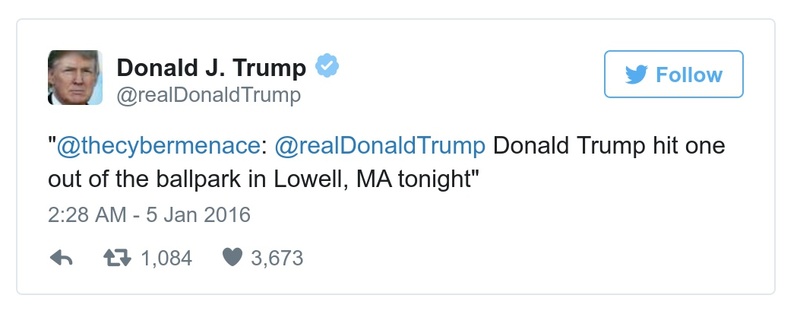 Donald J. Trump
@realDonaldTrump
Follow
"@thecybermenace: @realDonaldTrump Donald Trump hit one
out of the ballpark in Lowell, MA tonight"
2:28 AM - 5 Jan 2016
1,084 3,673